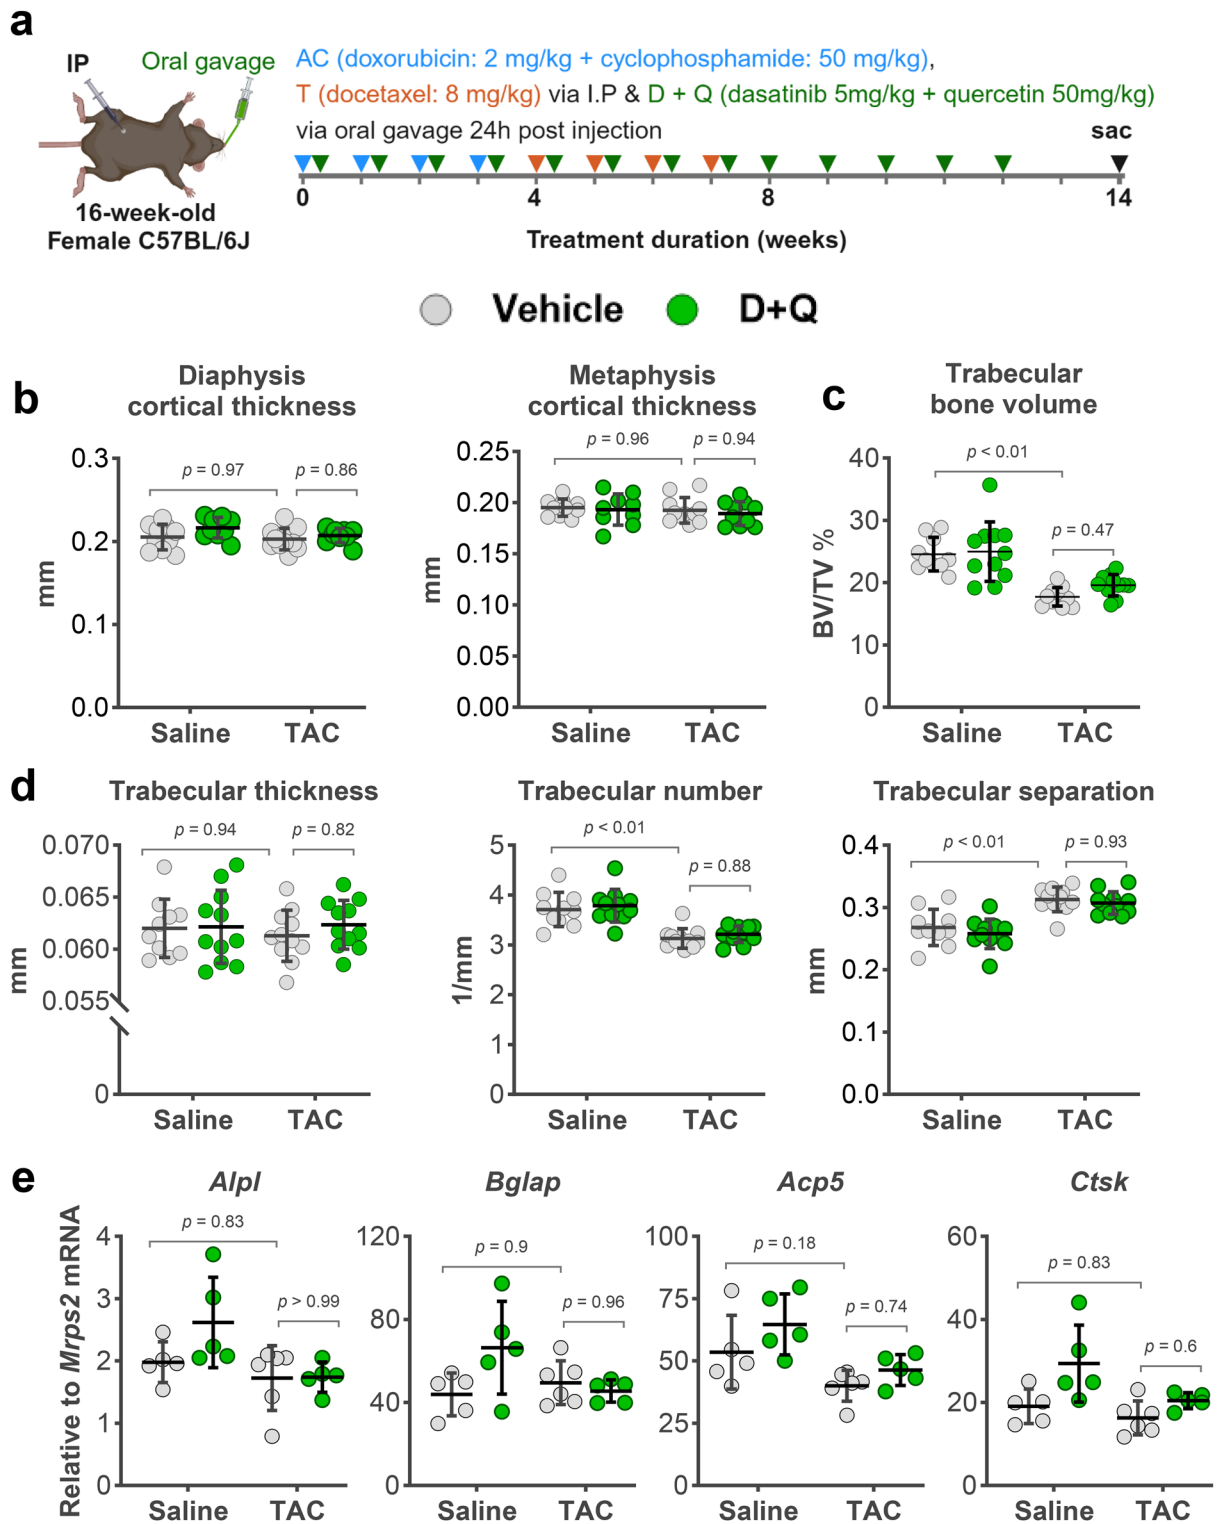 a
IP
Oral gavage
AC (doxorubicin: 2 mg/kg + cyclophosphamide: 50 mg/kg),
T (docetaxel: 8 mg/kg) via I.P & D + Q (dasatinib 5mg/kg + quercetin 50mg/kg)
via oral gavage 24h post injection
sac
0 4 8 14
Treatment duration (weeks)
16-week-old
Female C57BL/6J
Vehicle D+Q
b
Diaphysis
cortical thickness
mm
0.3
0.2
0.1
0.0
p = 0.97
p = 0.86
Saline TAC
Metaphysis
cortical thickness
mm
0.25
0.20
0.15
0.10
0.05
0.00
p = 0.96
p = 0.94
Saline TAC
c
Trabecular
bone volume
BV/TV %
40
30
20
10
0
p < 0.01
p = 0.47
Saline TAC
d
Trabecular thickness
mm
0.070
0.065
0.060
0.055
0
p = 0.94
p = 0.82
Saline TAC
Trabecular number
1/mm
5
4
3
2
1
0
p < 0.01
p = 0.88
Saline TAC
Trabecular separation
mm
0.4
0.3
0.2
0.1
0.0
p < 0.01
p = 0.93
Saline TAC
e
Relative to Mrps2 mRNA
Alpl
4
3
2
1
0
p = 0.83
p > 0.99
Saline TAC
Bglap
120
80
40
0
p = 0.9
p = 0.96
Saline TAC
Acp5
100
75
50
25
0
p = 0.18
p = 0.74
Saline TAC
Ctsk
60
40
20
0
p = 0.83
p = 0.6
Saline TAC